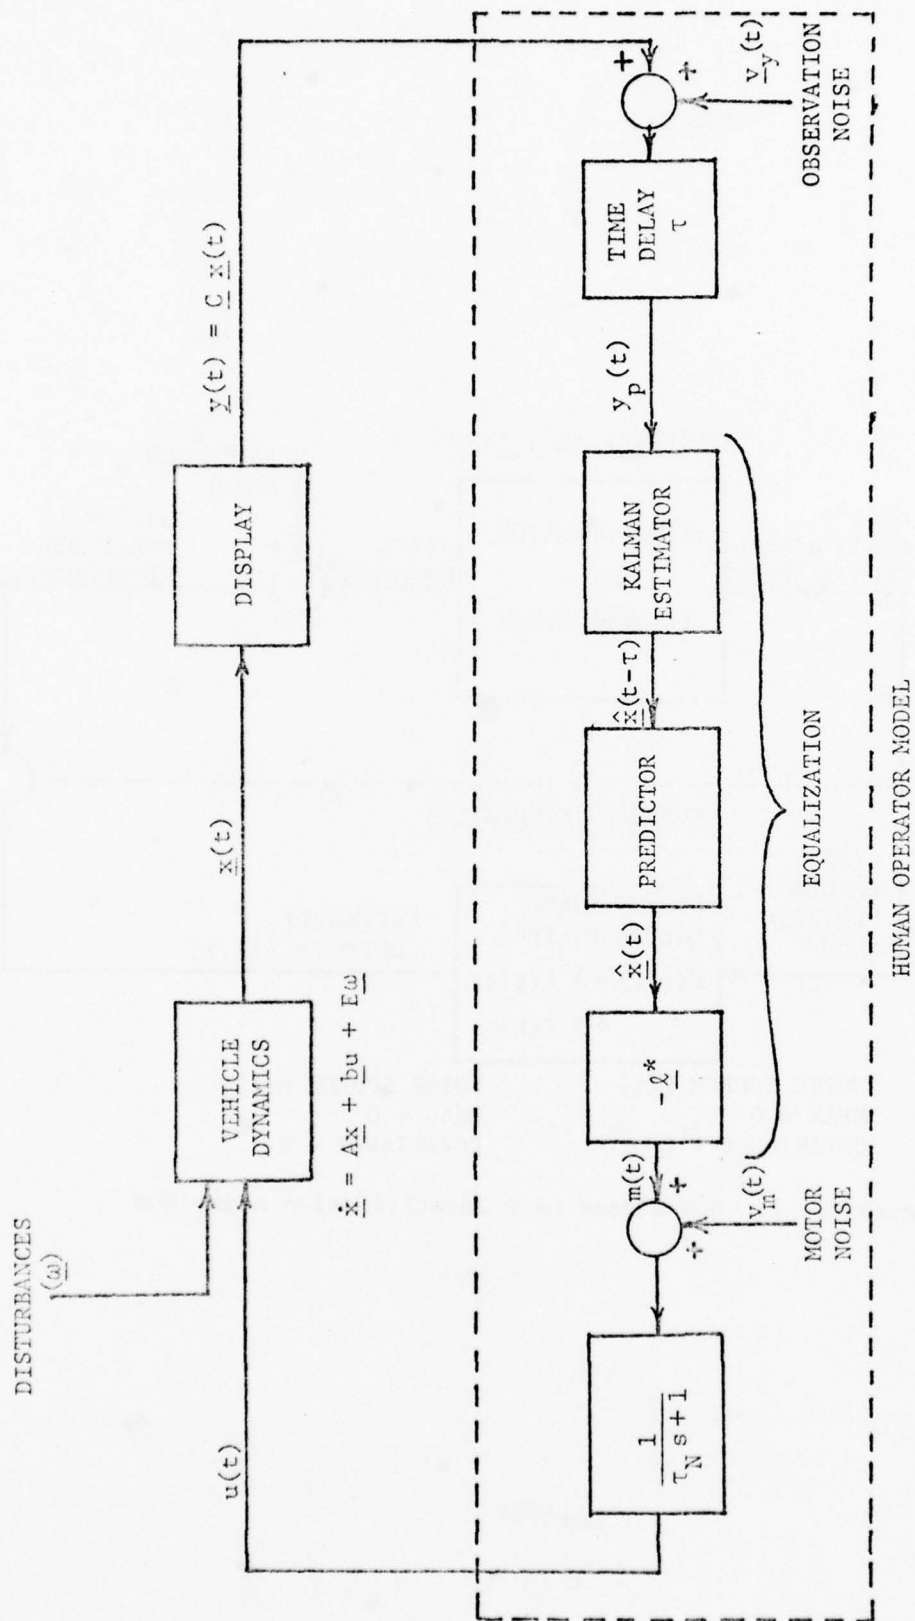 DISTURBANCES
(ω)
u(t)
VEHICLE
DYNAMICS
ẋ = Ax + bu + Eω
x(t)
DISPLAY
y(t) = C x(t)
+
+
v_y(t)
OBSERVATION
NOISE
TIME
DELAY
τ
y_p(t)
KALMAN
ESTIMATOR
x̂(t-τ)
PREDICTOR
x̂(t)
-ℓ*
m(t)
+
+
v_m(t)
MOTOR
NOISE
1
τ_N s+1
EQUALIZATION
HUMAN OPERATOR MODEL